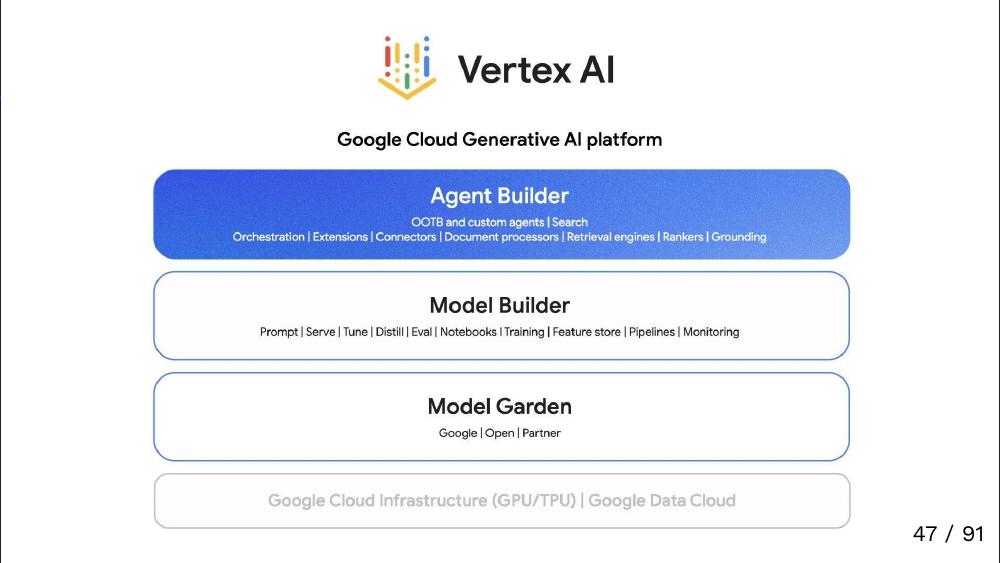 Vertex AI
Google Cloud Generative AI platform
Agent Builder
OOTB and custom agents | Search
Orchestration | Extensions | Connectors | Document processors | Retrieval engines | Rankers | Grounding
Model Builder
Prompt | Serve | Tune | Distill | Eval | Notebooks | Training | Feature store | Pipelines | Monitoring
Model Garden
Google | Open | Partner
Google Cloud Infrastructure (GPU/TPU) | Google Data Cloud
47 / 91